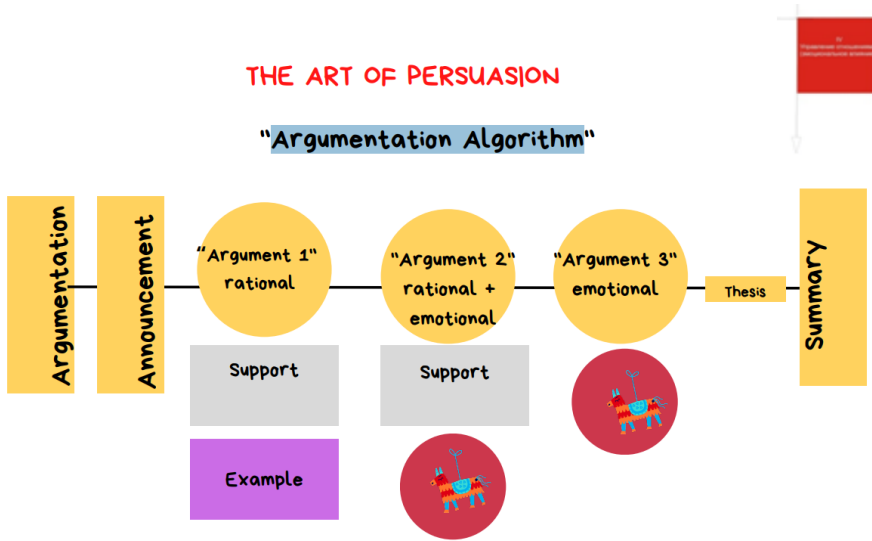 THE ART OF PERSUASION
"Argumentation Algorithm"
Argumentation
Announcement
"Argument 1"
rational
"Argument 2"
rational +
emotional
"Argument 3"
emotional
Thesis
Summary
Support
Support
Example